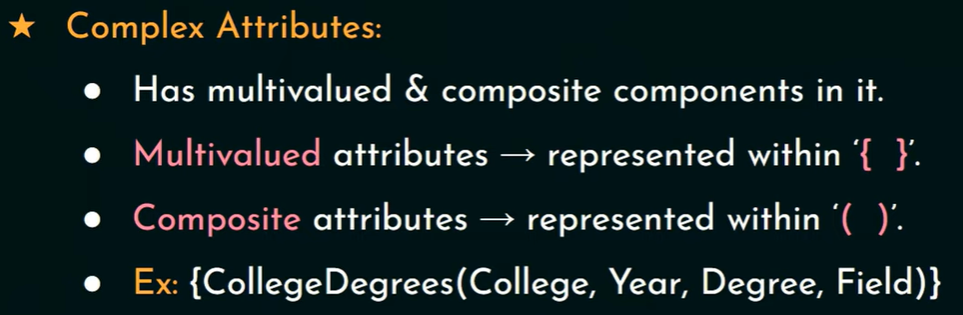 ★ Complex Attributes:
● Has multivalued & composite components in it.
● Multivalued attributes → represented within ‘{ }’.
● Composite attributes → represented within ‘( )’.
● Ex: {CollegeDegrees(College, Year, Degree, Field)}